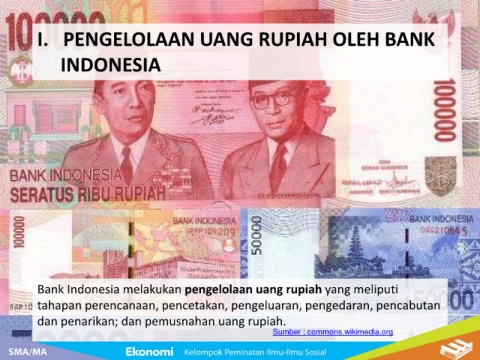 100000
I. PENGELOLAAN UANG RUPIAH OLEH BANK
INDONESIA
100000
BANK INDONESIA
SERATUS RIBU RUPIAH
DEWAN GUBERNUR
BANK INDONESIA
50000
BANK INDONESIA
Bank Indonesia melakukan pengelolaan uang rupiah yang meliputi
tahapan perencanaan, pencetakan, pengeluaran, pengedaran, pencabutan
dan penarikan; dan pemusnahan uang rupiah.
Sumber : commons.wikimedia.org
SMA/MA
Ekonomi Kelompok Peminatan Ilmu-Ilmu Sosial